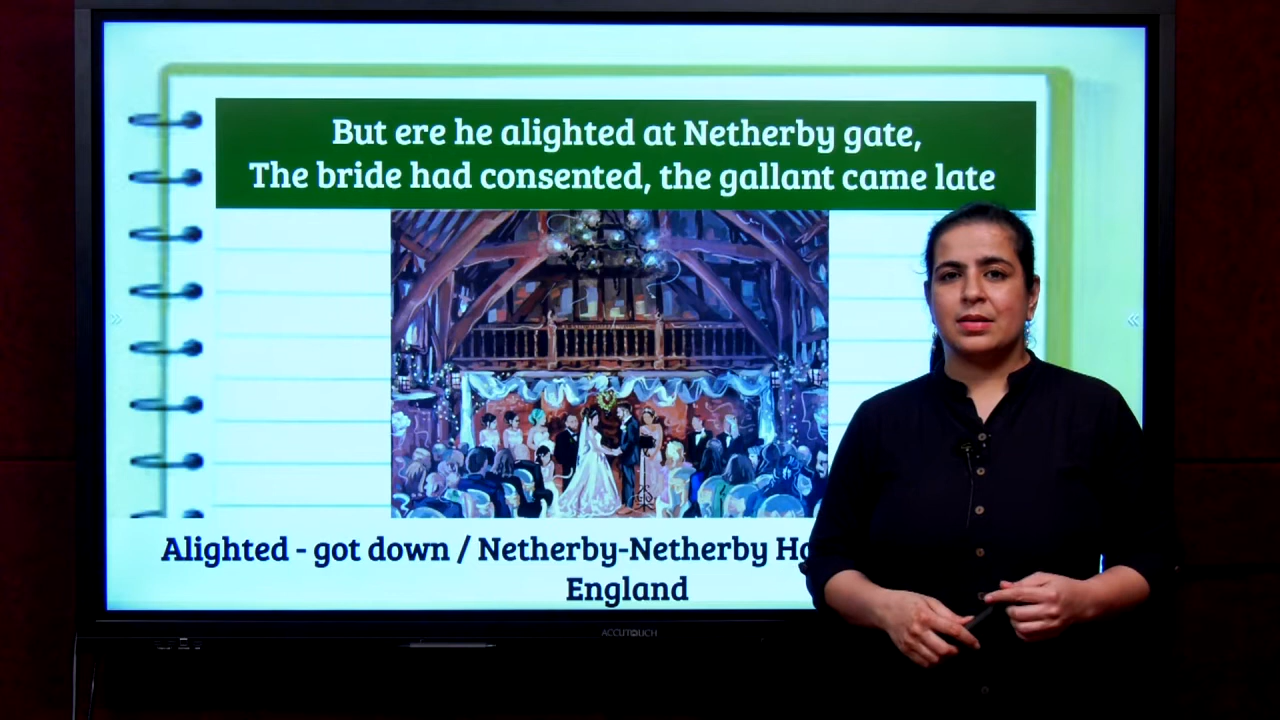 But ere he alighted at Netherby gate,
The bride had consented, the gallant came late
Alighted - got down / Netherby-Netherby
England
ACCUTOUCH